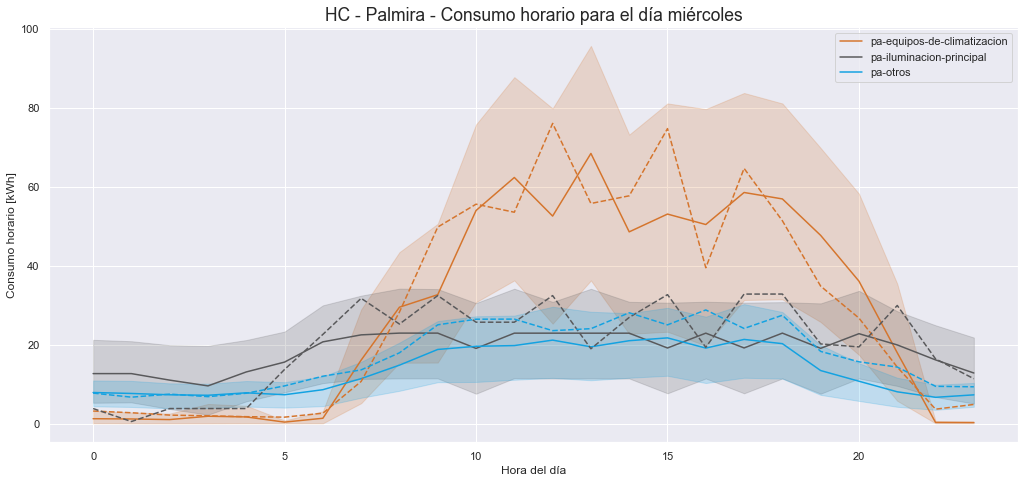 HC - Palmira - Consumo horario para el día miércoles
pa-equipos-de-climatizacion
pa-iluminacion-principal
pa-otros
Consumo horario [kWh]
100
80
60
40
20
0
0 5 10 15 20
Hora del día